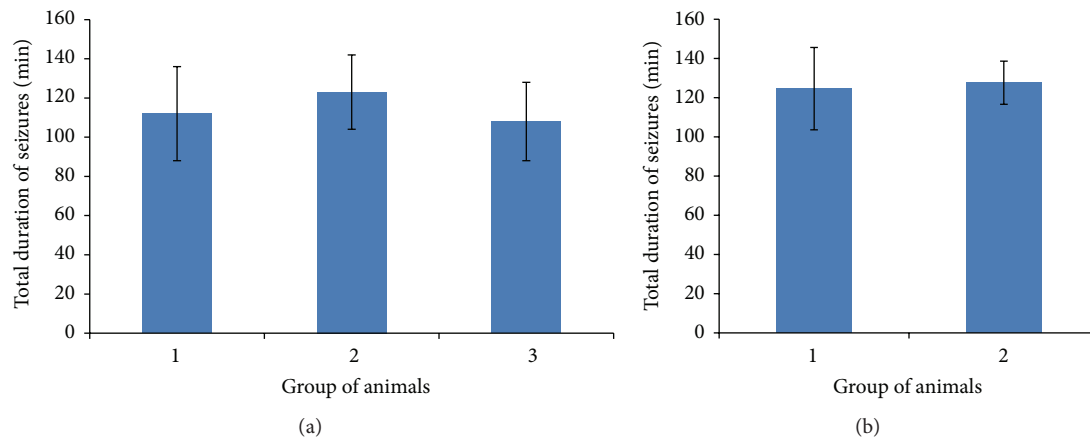 Total duration of seizures (min)
160
140
120
100
80
60
40
20
0
1 2 3
Group of animals
(a)
Total duration of seizures (min)
160
140
120
100
80
60
40
20
0
1 2
Group of animals
(b)